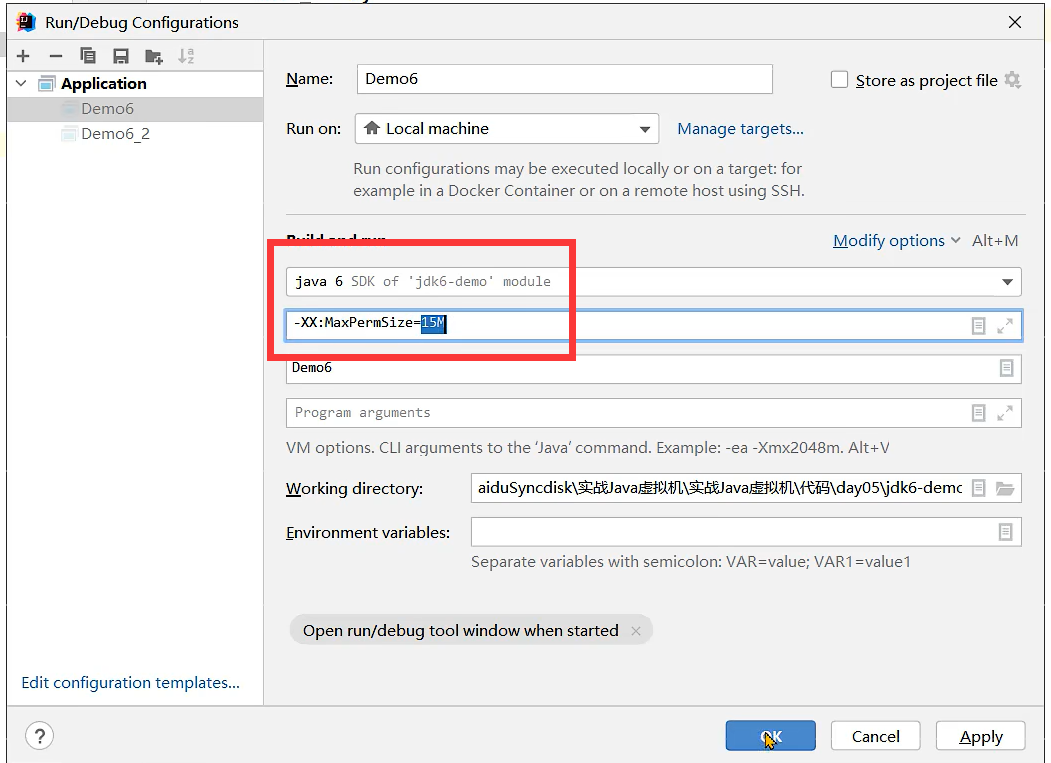 Run/Debug Configurations
Application
Demo6
Demo6_2
Edit configuration templates...
Name:
Demo6
Store as project file
Run on:
Local machine
Manage targets...
Run configurations may be executed locally or on a target: for
example in a Docker Container or on a remote host using SSH.
Build and run
Modify options
Alt+M
java 6 SDK of 'jdk6-demo' module
-XX:MaxPermSize=15M
Demo6
Program arguments
VM options. CLI arguments to the ‘Java’ command. Example: -ea -Xmx2048m. Alt+V
Working directory:
aiduSyncdisk\实战Java虚拟机\实战Java虚拟机\代码\day05\jdk6-demo
Environment variables:
Separate variables with semicolon: VAR=value; VAR1=value1
Open run/debug tool window when started
?
OK
Cancel
Apply